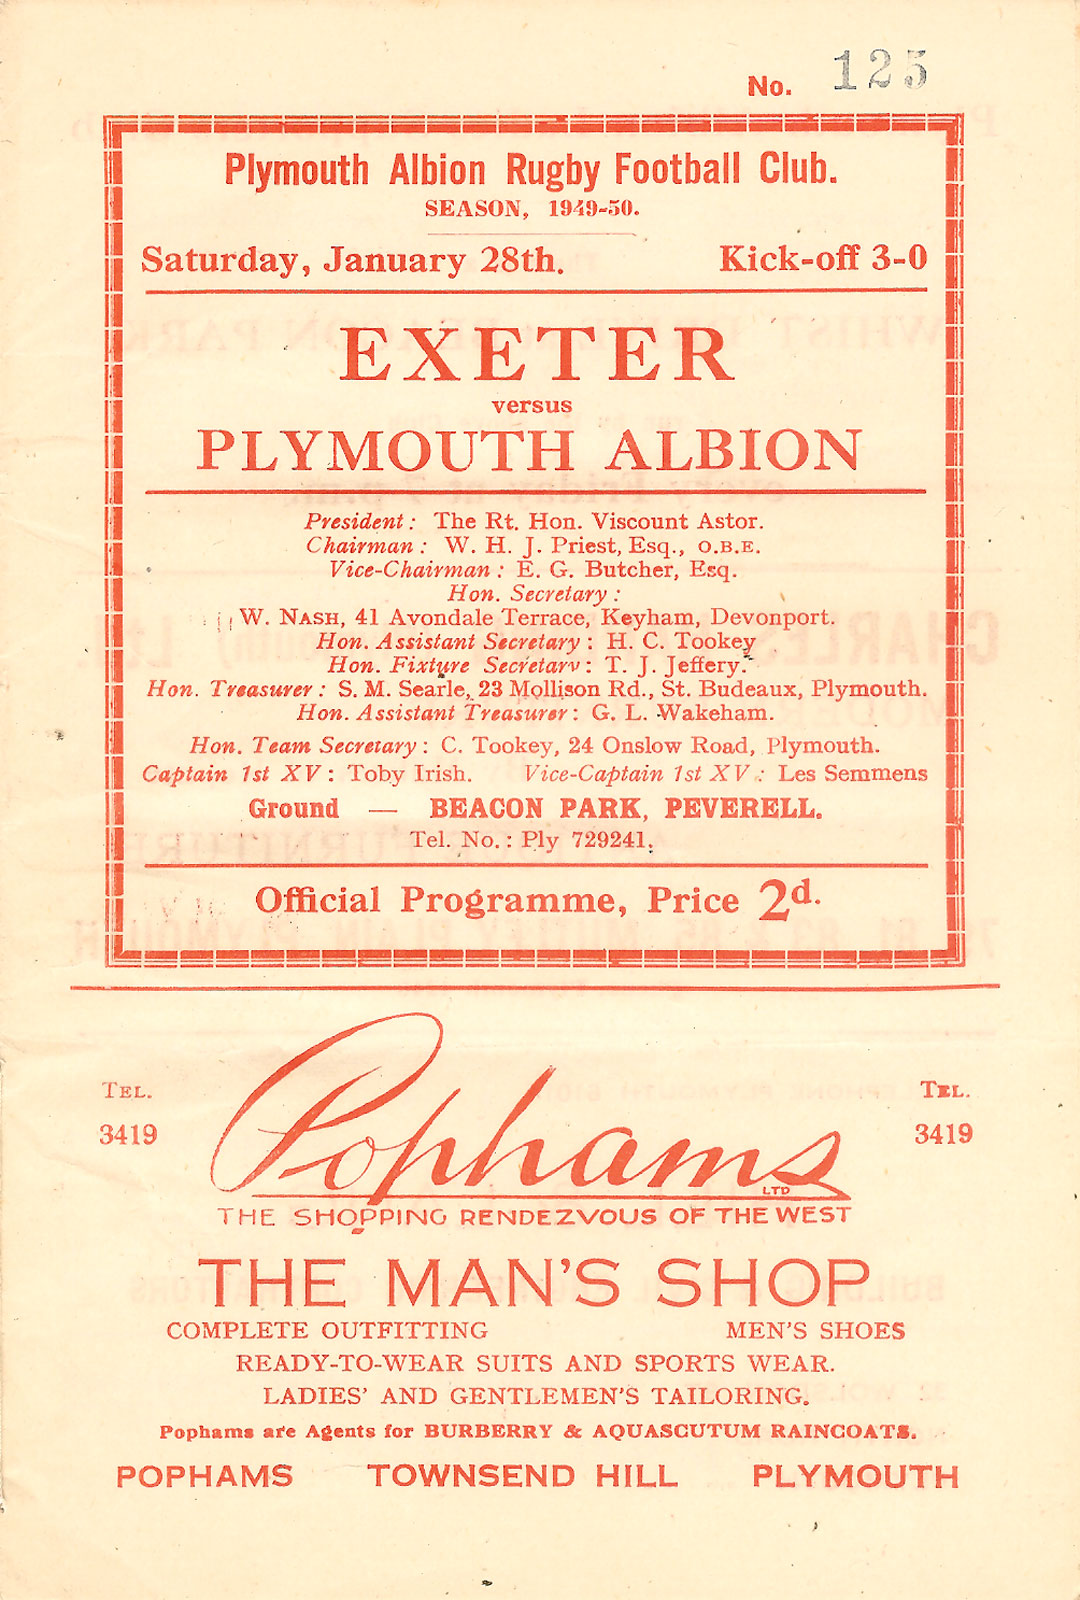 No. 125
Plymouth Albion Rugby Football Club.
SEASON, 1949-50.
Saturday, January 28th. Kick-off 3-0
EXETER
versus
PLYMOUTH ALBION
President: The Rt. Hon. Viscount Astor.
Chairman: W. H. J. Priest, Esq., O.B.E.
Vice-Chairman: E. G. Butcher, Esq.
Hon. Secretary:
W. NASH, 41 Avondale Terrace, Keyham, Devonport.
Hon. Assistant Secretary: H. C. Tookey
Hon. Fixture Secretary: T. J. Jeffery.
Hon. Treasurer: S. M. Searle, 23 Mollison Rd., St. Budeaux, Plymouth.
Hon. Assistant Treasurer: G. L. Wakeham.
Hon. Team Secretary: C. Tookey, 24 Onslow Road, Plymouth.
Captain 1st XV: Toby Irish. Vice-Captain 1st XV: Les Semmens
Ground — BEACON PARK, PEVERELL.
Tel. No.: Ply 729241.
Official Programme, Price 2d.
TEL. 3419
Pophams LTD
TEL. 3419
THE SHOPPING RENDEZVOUS OF THE WEST
THE MAN'S SHOP
COMPLETE OUTFITTING MEN'S SHOES
READY-TO-WEAR SUITS AND SPORTS WEAR.
LADIES' AND GENTLEMEN'S TAILORING.
Pophams are Agents for BURBERRY & AQUASCUTUM RAINCOATS.
POPHAMS TOWNSEND HILL PLYMOUTH